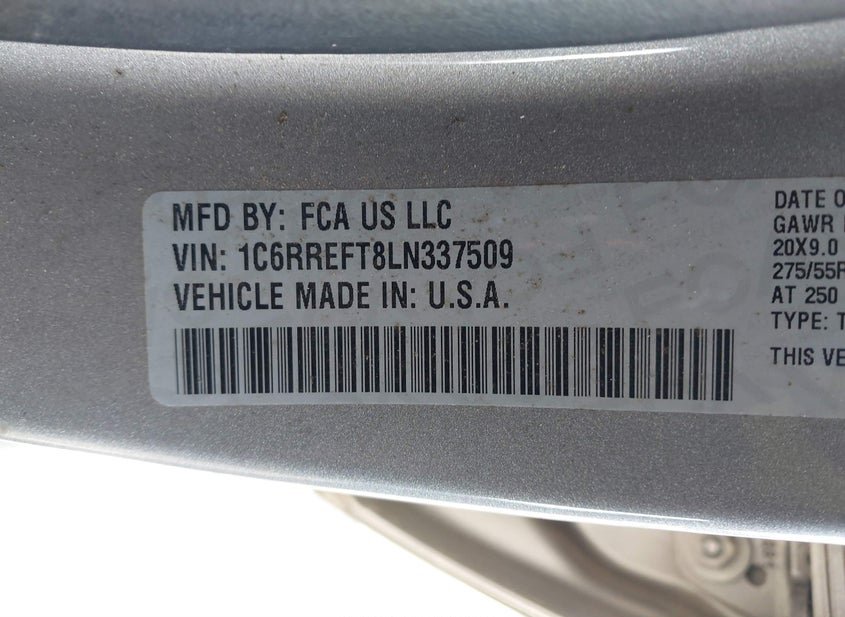 MFD BY: FCA US LLC
VIN: 1C6RREFT8LN337509
VEHICLE MADE IN: U.S.A.
DATE O
GAWR
20X9.0
275/55R
AT 250
TYPE: T
THIS VE